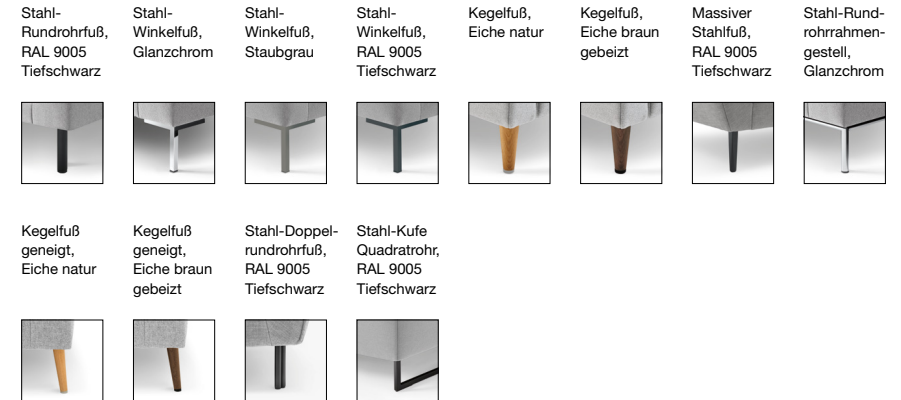 Stahl-
Rundrohrfuß,
RAL 9005
Tiefschwarz
Stahl-
Winkelfuß,
Glanzchrom
Stahl-
Winkelfuß,
Staubgrau
Stahl-
Winkelfuß,
RAL 9005
Tiefschwarz
Kegelfuß,
Eiche natur
Kegelfuß,
Eiche braun
gebeizt
Massiver
Stahlfuß,
RAL 9005
Tiefschwarz
Stahl-Rund-
rohrrahmen-
gestell,
Glanzchrom
Kegelfuß
geneigt,
Eiche natur
Kegelfuß
geneigt,
Eiche braun
gebeizt
Stahl-Doppel-
rundrohrfuß,
RAL 9005
Tiefschwarz
Stahl-Kufe
Quadratrohr,
RAL 9005
Tiefschwarz